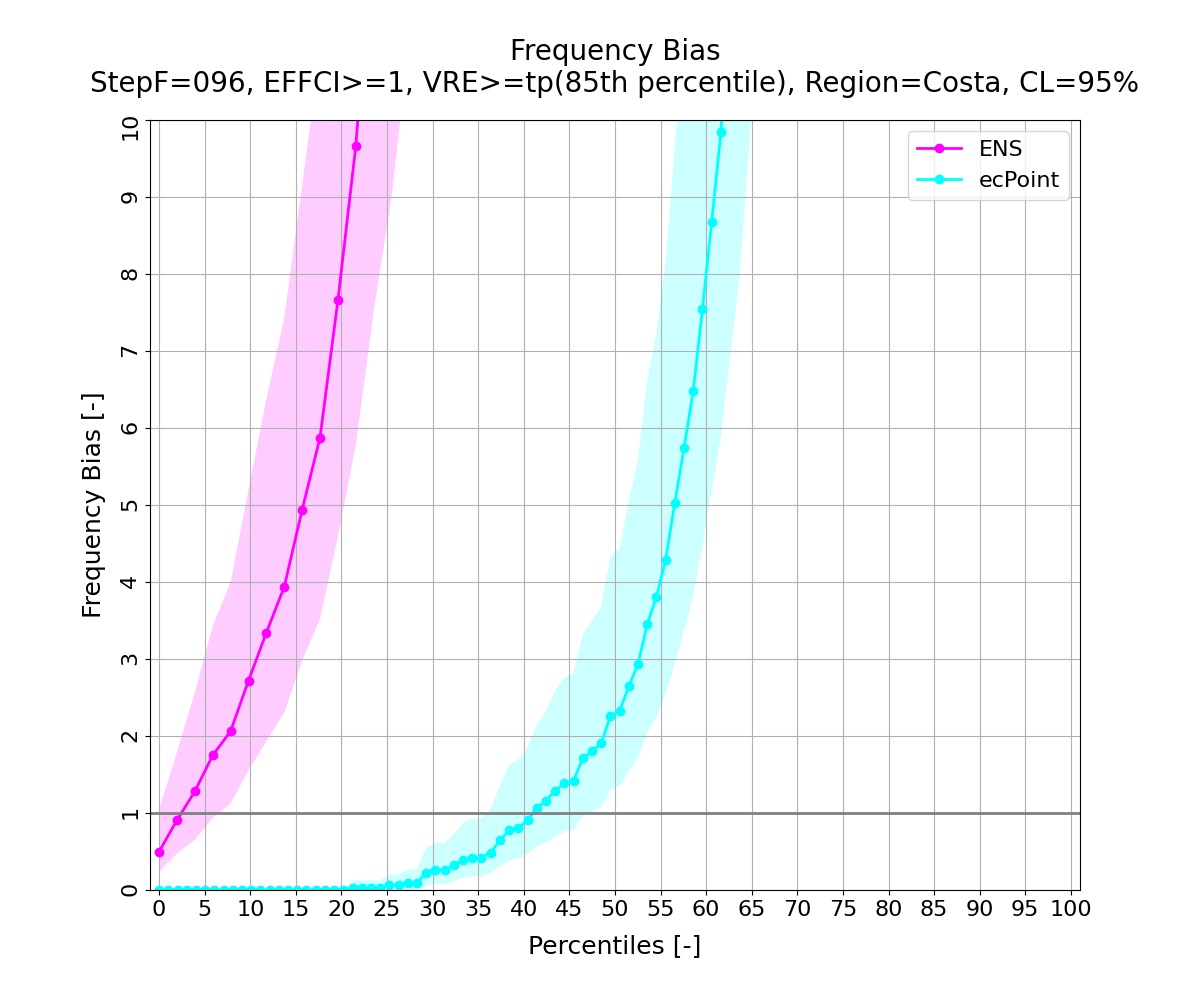 Frequency Bias
StepF=096, EFFCI>=1, VRE>=tp(85th percentile), Region=Costa, CL=95%
10
9
8
7
6
5
4
3
2
1
0
Frequency Bias [-]
ENS
ecPoint
0 5 10 15 20 25 30 35 40 45 50 55 60 65 70 75 80 85 90 95 100
Percentiles [-]